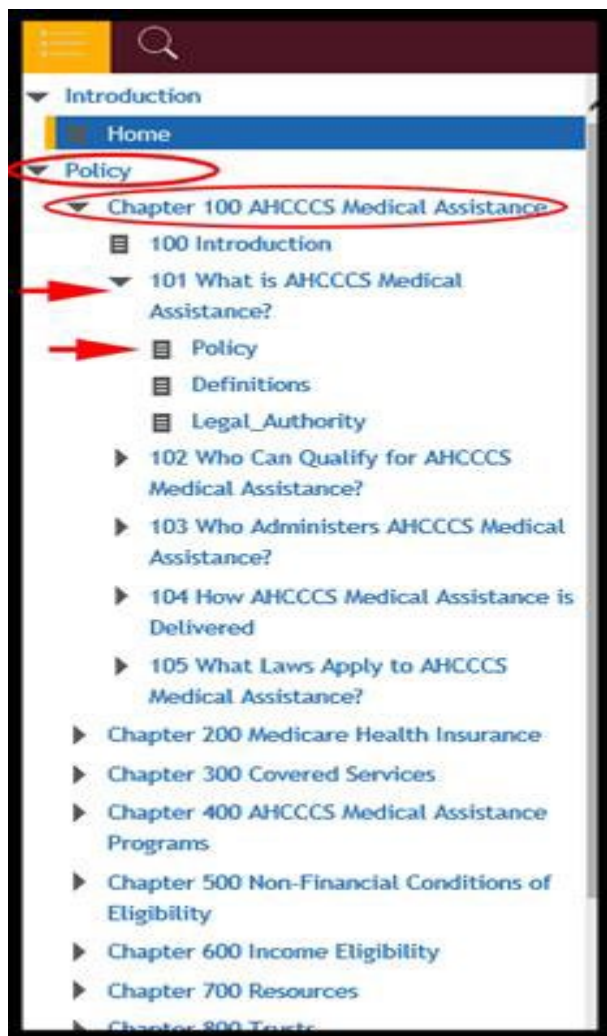 Introduction
Home
Policy
Chapter 100 AHCCCS Medical Assistance
100 Introduction
101 What is AHCCCS Medical
Assistance?
Policy
Definitions
Legal_Authority
102 Who Can Qualify for AHCCCS
Medical Assistance?
103 Who Administers AHCCCS Medical
Assistance?
104 How AHCCCS Medical Assistance is
Delivered
105 What Laws Apply to AHCCCS
Medical Assistance?
Chapter 200 Medicare Health Insurance
Chapter 300 Covered Services
Chapter 400 AHCCCS Medical Assistance
Programs
Chapter 500 Non-Financial Conditions of
Eligibility
Chapter 600 Income Eligibility
Chapter 700 Resources
Chapter 800 Trusts